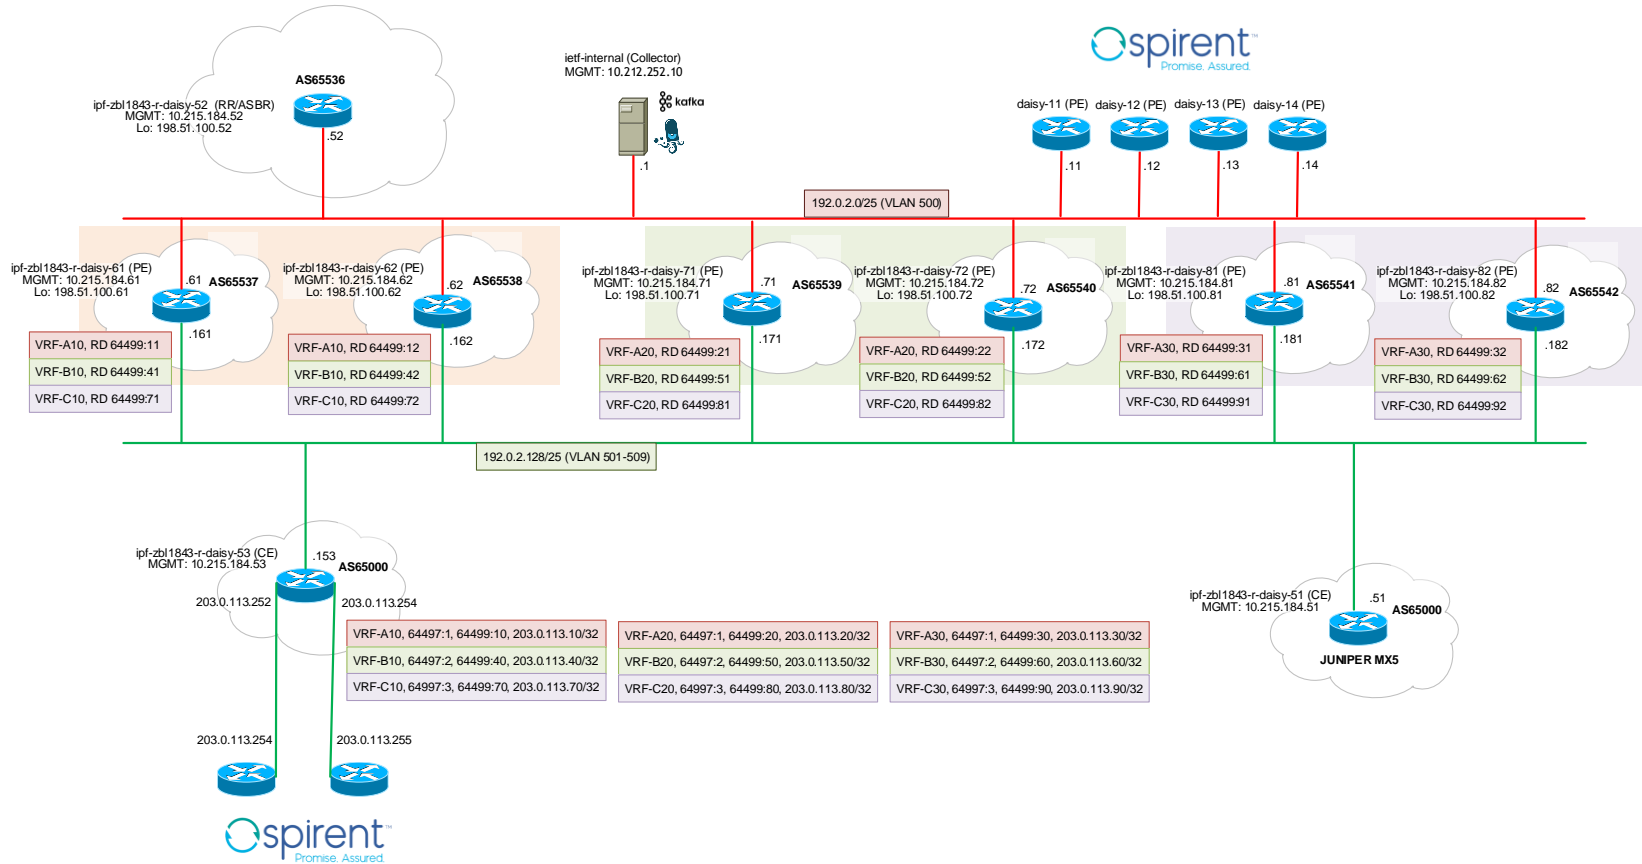 spirent™
Promise. Assured.
AS65536
ipf-zbl1843-r-daisy-52 (RR/ASBR)
MGMT: 10.215.184.52
Lo: 198.51.100.52
.52
ietf-internal (Collector)
MGMT: 10.212.252.10
kafka
.1
daisy-11 (PE)
daisy-12 (PE)
daisy-13 (PE)
daisy-14 (PE)
.11
.12
.13
.14
192.0.2.0/25 (VLAN 500)
ipf-zbl1843-r-daisy-61 (PE)
MGMT: 10.215.184.61
Lo: 198.51.100.61
.61
AS65537
.161
VRF-A10, RD 64499:11
VRF-B10, RD 64499:41
VRF-C10, RD 64499:71
ipf-zbl1843-r-daisy-62 (PE)
MGMT: 10.215.184.62
Lo: 198.51.100.62
.62
AS65538
.162
VRF-A10, RD 64499:12
VRF-B10, RD 64499:42
VRF-C10, RD 64499:72
ipf-zbl1843-r-daisy-71 (PE)
MGMT: 10.215.184.71
Lo: 198.51.100.71
.71
AS65539
.171
VRF-A20, RD 64499:21
VRF-B20, RD 64499:51
VRF-C20, RD 64499:81
ipf-zbl1843-r-daisy-72 (PE)
MGMT: 10.215.184.72
Lo: 198.51.100.72
.72
AS65540
.172
VRF-A20, RD 64499:22
VRF-B20, RD 64499:52
VRF-C20, RD 64499:82
ipf-zbl1843-r-daisy-81 (PE)
MGMT: 10.215.184.81
Lo: 198.51.100.81
.81
AS65541
.181
VRF-A30, RD 64499:31
VRF-B30, RD 64499:61
VRF-C30, RD 64499:91
ipf-zbl1843-r-daisy-82 (PE)
MGMT: 10.215.184.82
Lo: 198.51.100.82
.82
AS65542
.182
VRF-A30, RD 64499:32
VRF-B30, RD 64499:62
VRF-C30, RD 64499:92
192.0.2.128/25 (VLAN 501-509)
ipf-zbl1843-r-daisy-53 (CE)
MGMT: 10.215.184.53
.153
AS65000
203.0.113.252
203.0.113.254
VRF-A10, 64497:1, 64499:10, 203.0.113.10/32
VRF-B10, 64497:2, 64499:40, 203.0.113.40/32
VRF-C10, 64997:3, 64499:70, 203.0.113.70/32
VRF-A20, 64497:1, 64499:20, 203.0.113.20/32
VRF-B20, 64497:2, 64499:50, 203.0.113.50/32
VRF-C20, 64997:3, 64499:80, 203.0.113.80/32
VRF-A30, 64497:1, 64499:30, 203.0.113.30/32
VRF-B30, 64497:2, 64499:60, 203.0.113.60/32
VRF-C30, 64997:3, 64499:90, 203.0.113.90/32
ipf-zbl1843-r-daisy-51 (CE)
MGMT: 10.215.184.51
.51
AS65000
JUNIPER MX5
203.0.113.254
203.0.113.255
spirent™
Promise. Assured.